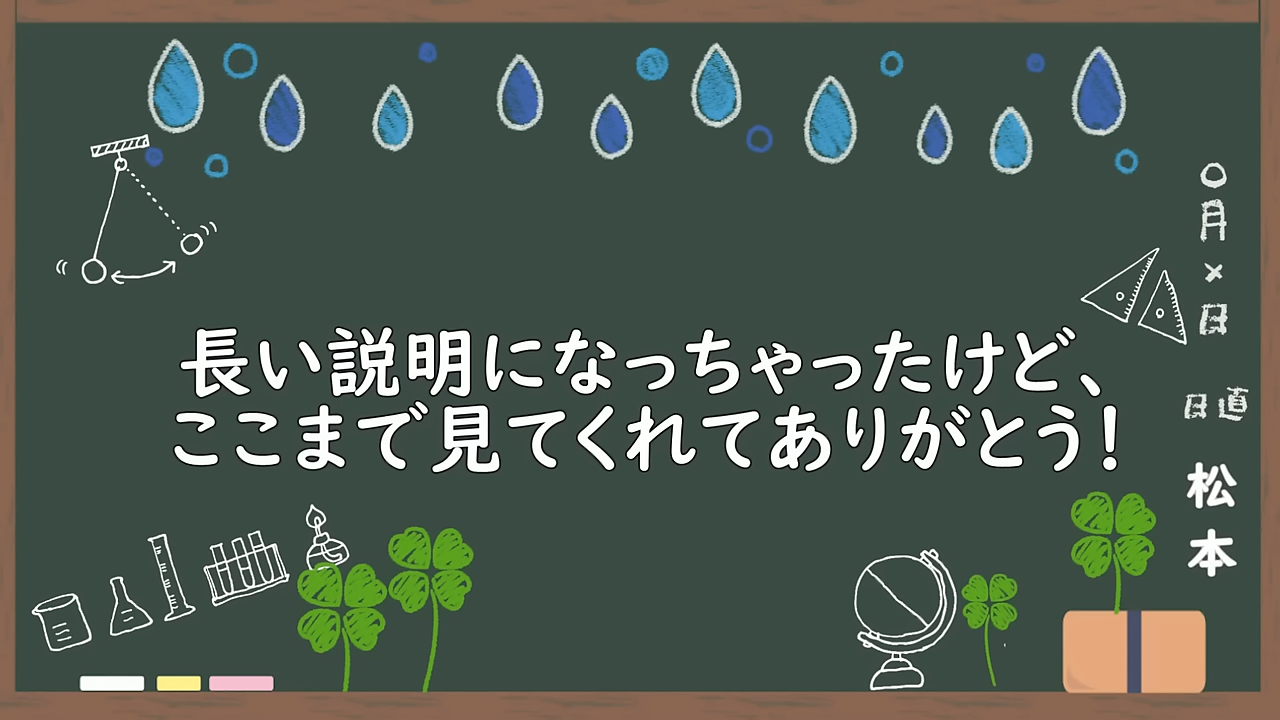 長い説明になっちゃったけど、
ここまで見てくれてありがとう!
〇月×日
日直
松本